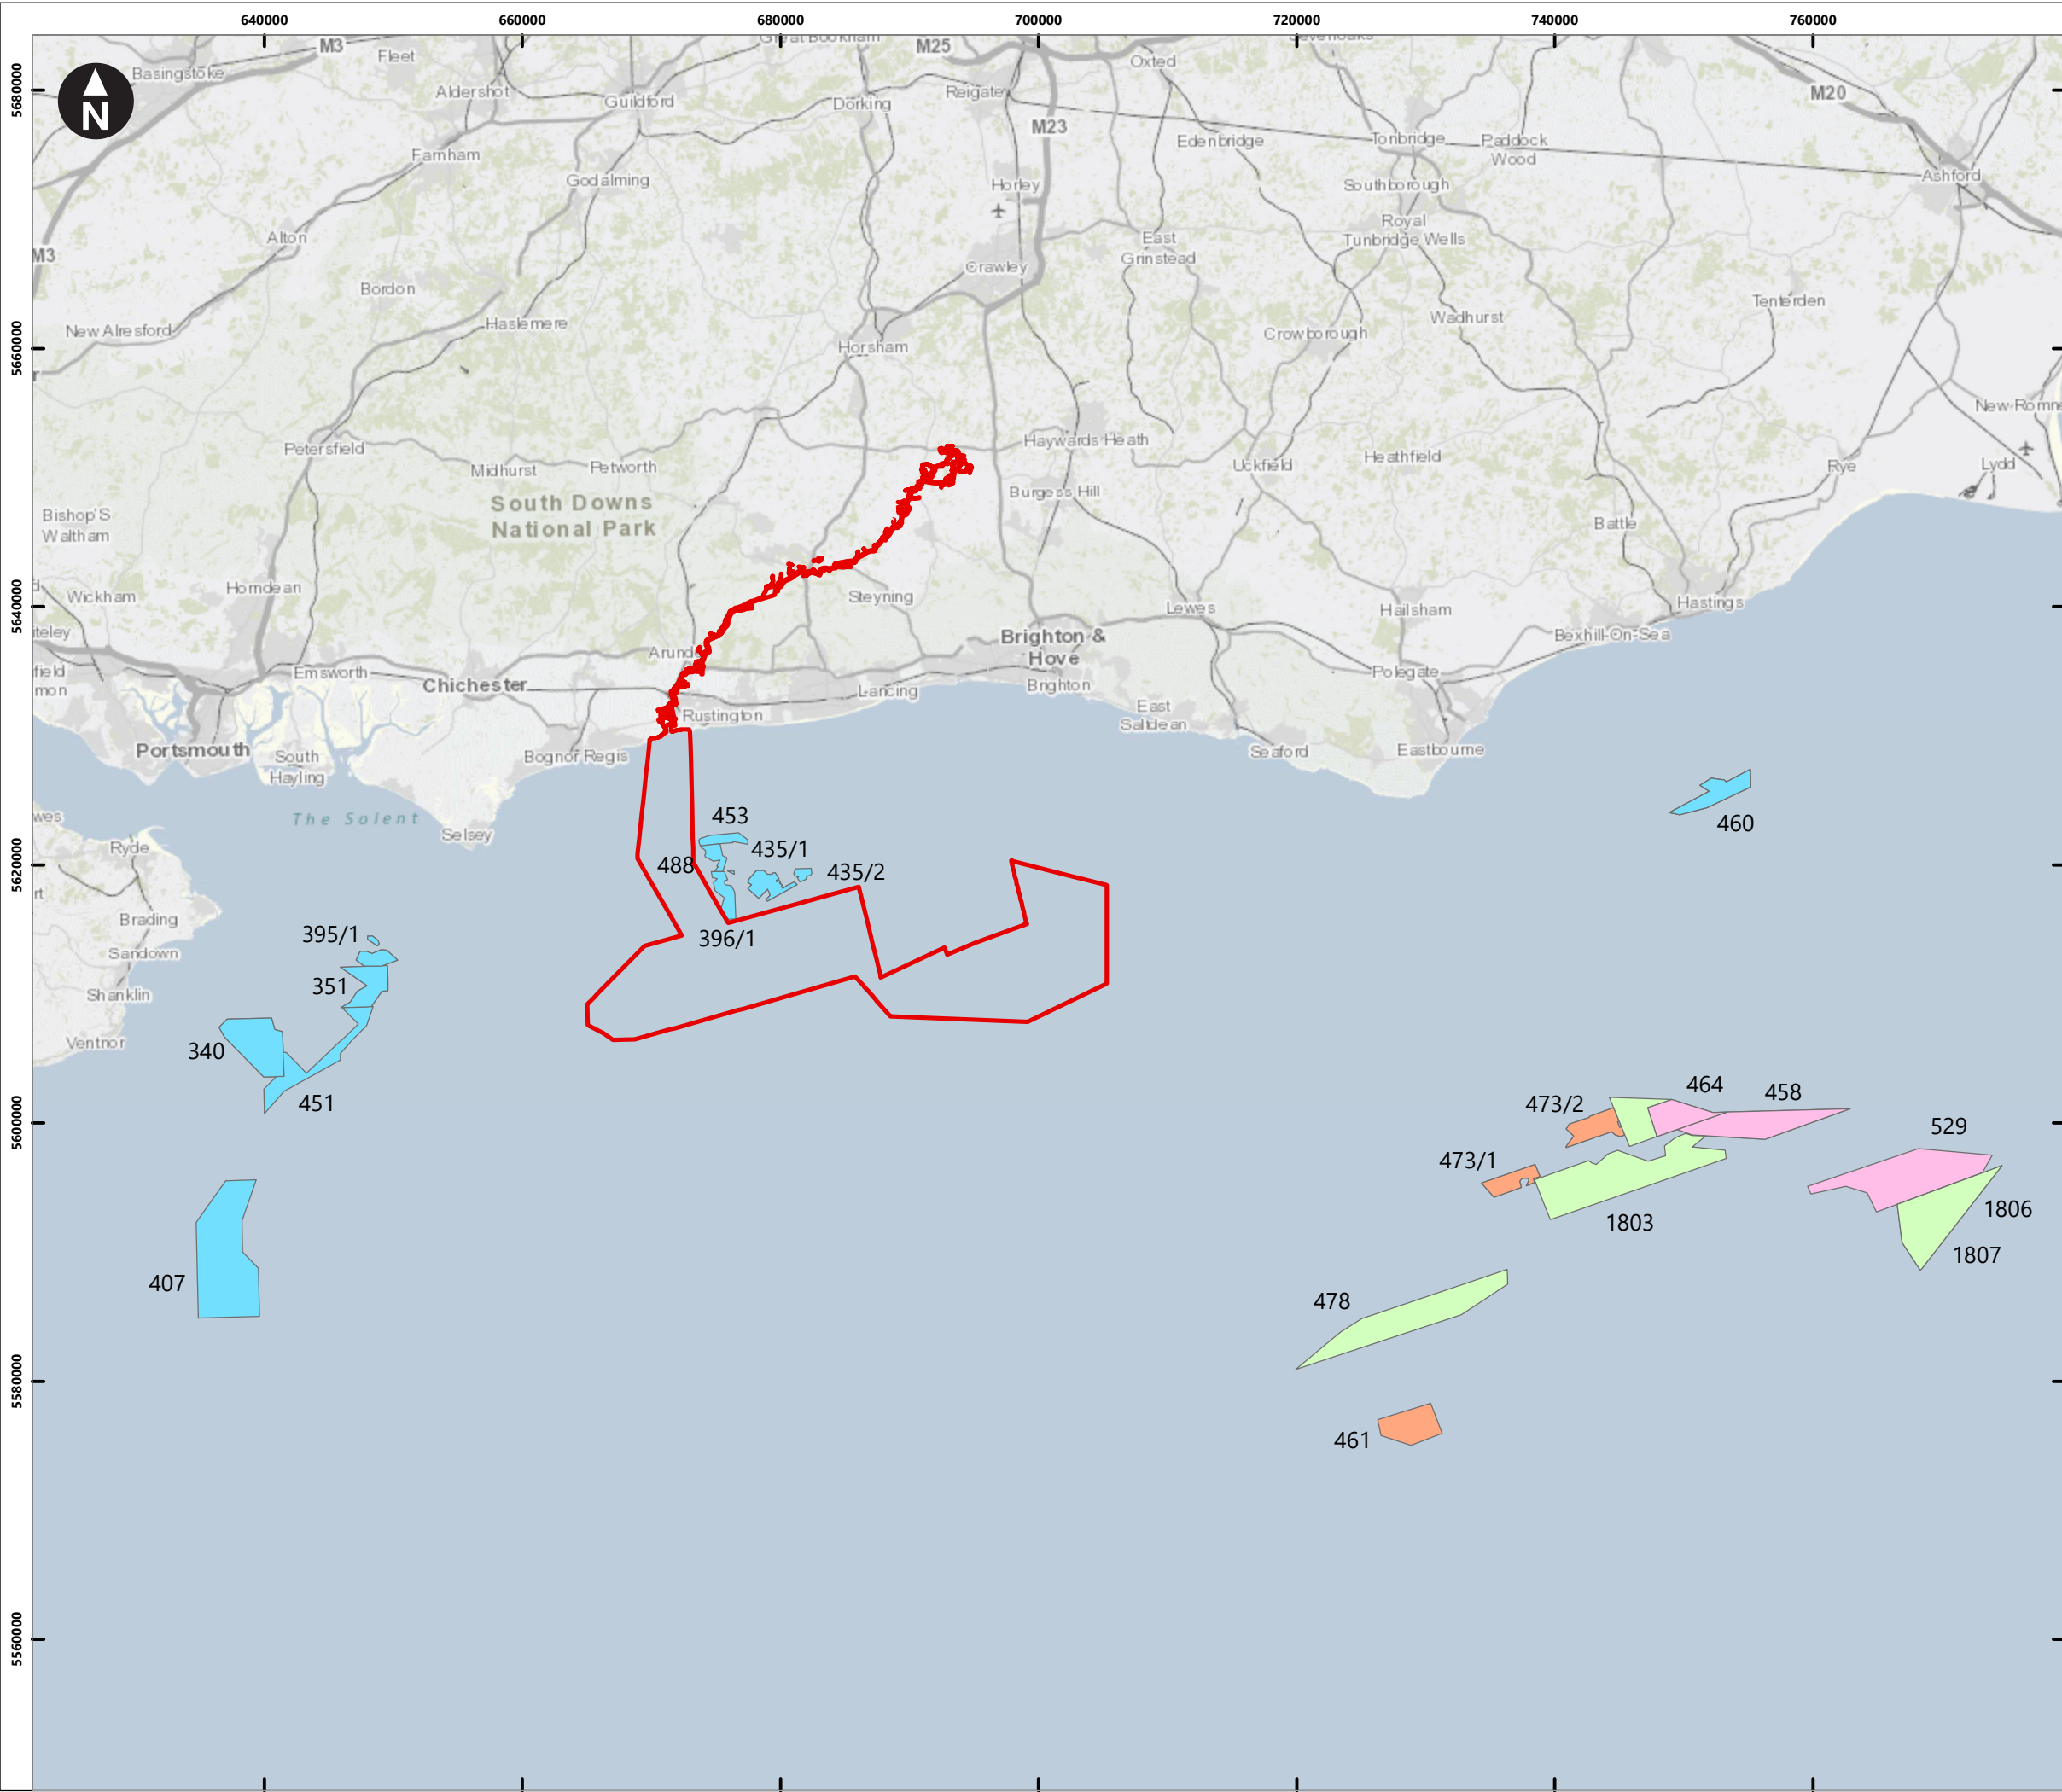 640000 660000 680000 700000 720000 740000 760000
5680000
5660000
5640000
5620000
5600000
5580000
5560000
N
M3
Fleet
M25
Basingstoke
Aldershot
Guildford
Dorking
Reigate
Oxted
M20
M23
Farnham
Edenbridge
Tonbridge
Paddock
Wood
Godalming
Horley
Southborough
Ashford
Alton
Royal
Tunbridge Wells
M3
East
Grinstead
Crawley
Bordon
Tenterden
New Alresford
Haslemere
Horsham
Crowborough
Wadhurst
Petersfield
Midhurst
Petworth
Haywards Heath
Uckfield
Heathfield
Rye
Lydd
South Downs
National Park
Burgess Hill
Bishop'S
Waltham
Battle
Horndean
Wickham
Steyning
Lewes
Hailsham
Hastings
Brighton &
Hove
Bexhill-On-Sea
Emsworth
Chichester
Polegate
Lancing
Brighton
Rustington
East
Saltdean
Portsmouth
South
Hayling
Bognor Regis
Seaford
Eastbourne
The Solent
Selsey
Ryde
453
460
435/1
488
435/2
Brading
395/1
396/1
Sandown
351
Shanklin
Ventnor
340
451
464
458
473/2
529
473/1
1803
1806
1807
407
478
461